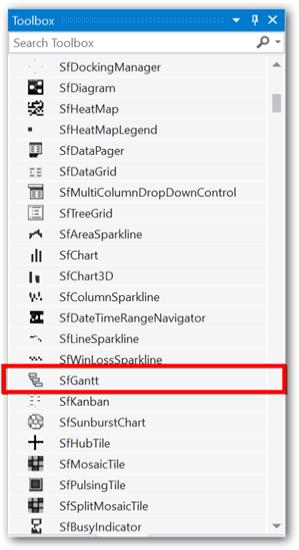 Toolbox
Search Toolbox
SfDockingManager
SfDiagram
SfHeatMap
SfHeatMapLegend
SfDataPager
SfDataGrid
SfMultiColumnDropDownControl
SfTreeGrid
SfAreaSparkline
SfChart
SfChart3D
SfColumnSparkline
SfDateTimeRangeNavigator
SfLineSparkline
SfWinLossSparkline
SfGantt
SfKanban
SfSunburstChart
SfHubTile
SfMosaicTile
SfPulsingTile
SfSplitMosaicTile
SfBusyIndicator